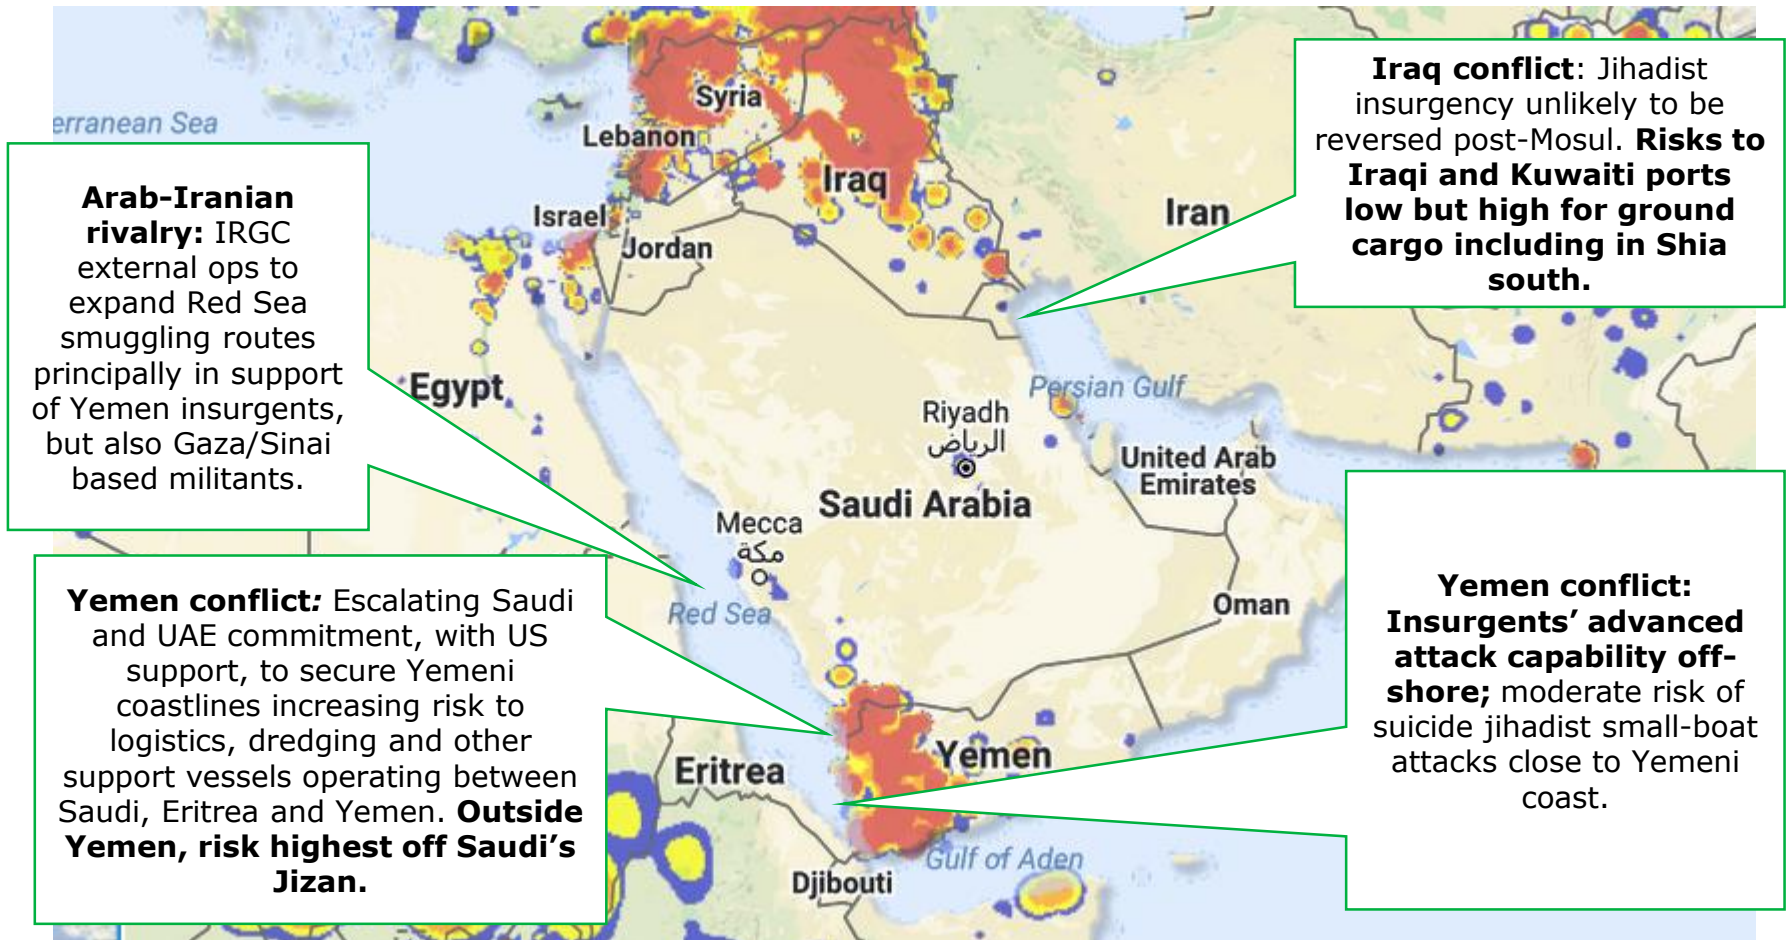 erranean Sea
Syria
Lebanon
Iraq
Israel
Jordan
Iran
Egypt
Persian Gulf
Riyadh
الرياض
United Arab
Emirates
Saudi Arabia
Mecca
مكة
Red Sea
Oman
Eritrea
Yemen
Gulf of Aden
Djibouti
Iraq conflict: Jihadist
insurgency unlikely to be
reversed post-Mosul. Risks to
Iraqi and Kuwaiti ports
low but high for ground
cargo including in Shia
south.
Arab-Iranian
rivalry: IRGC
external ops to
expand Red Sea
smuggling routes
principally in support
of Yemen insurgents,
but also Gaza/Sinai
based militants.
Yemen conflict: Escalating Saudi
and UAE commitment, with US
support, to secure Yemeni
coastlines increasing risk to
logistics, dredging and other
support vessels operating between
Saudi, Eritrea and Yemen. Outside
Yemen, risk highest off Saudi's
Jizan.
Yemen conflict:
Insurgents' advanced
attack capability off-
shore; moderate risk of
suicide jihadist small-boat
attacks close to Yemeni
coast.